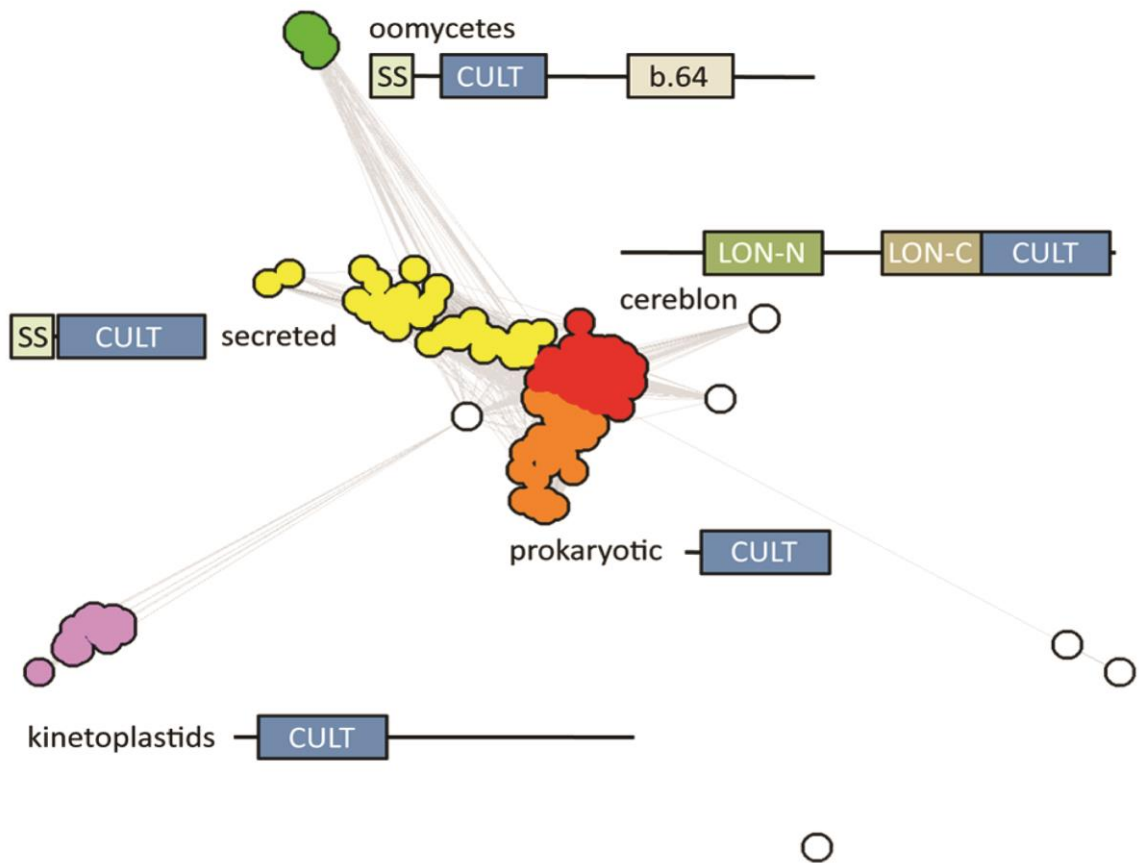 oomycetes
SS CULT b.64
LON-N LON-C CULT
cereblon
SS CULT secreted
prokaryotic CULT
kinetoplastids CULT